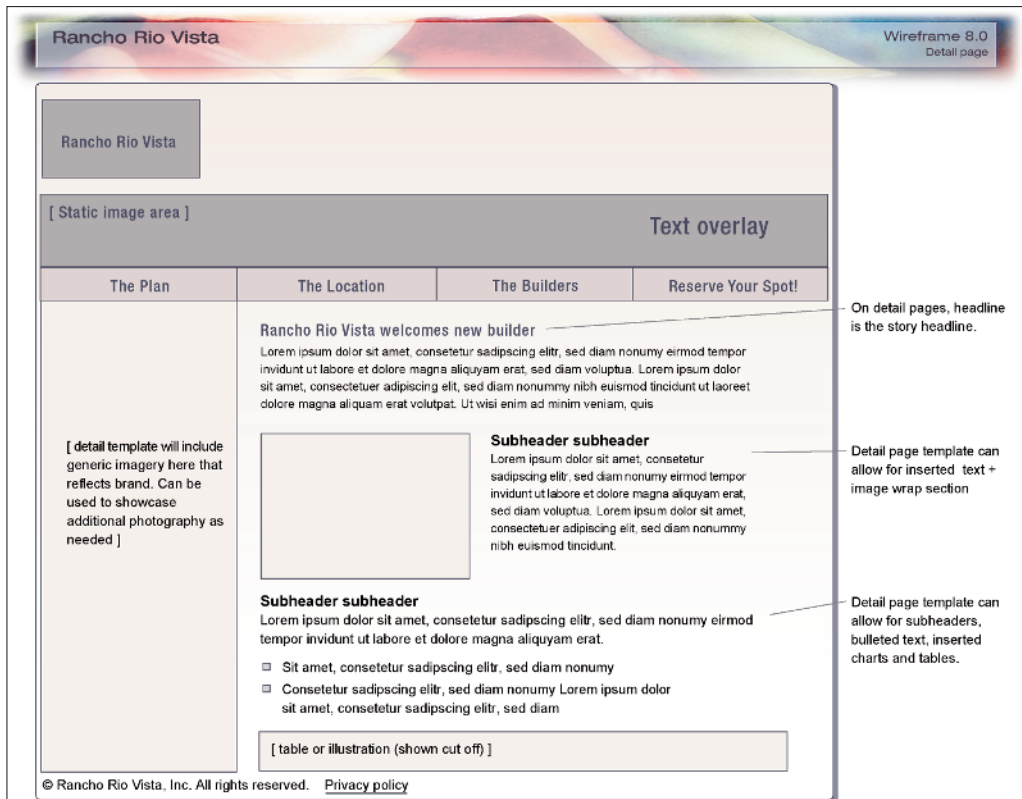 Rancho Rio Vista
Wireframe 8.0
Detail page
Rancho Rio Vista
[ Static image area ]
Text overlay
The Plan
The Location
The Builders
Reserve Your Spot!
Rancho Rio Vista welcomes new builder
Lorem ipsum dolor sit amet, consetetur sadipscing elitr, sed diam nonumy eirmod tempor
invidunt ut labore et dolore magna aliquyam erat, sed diam voluptua. Lorem ipsum dolor
sit amet, consectetuer adipiscing elit, sed diam nonummy nibh euismod tincidunt ut laoreet
dolore magna aliquam erat volutpat. Ut wisi enim ad minim veniam, quis
On detail pages, headline
is the story headline.
[ detail template will include
generic imagery here that
reflects brand. Can be
used to showcase
additional photography as
needed ]
Subheader subheader
Lorem ipsum dolor sit amet, consetetur
sadipscing elitr, sed diam nonumy eirmod tempor
invidunt ut labore et dolore magna aliquyam erat,
sed diam voluptua. Lorem ipsum dolor sit amet,
consectetuer adipiscing elit, sed diam nonummy
nibh euismod tincidunt.
Detail page template can
allow for inserted text +
image wrap section
Subheader subheader
Lorem ipsum dolor sit amet, consetetur sadipscing elitr, sed diam nonumy eirmod
tempor invidunt ut labore et dolore magna aliquyam erat.
Sit amet, consetetur sadipscing elitr, sed diam nonumy
Consetetur sadipscing elitr, sed diam nonumy Lorem ipsum dolor
sit amet, consetetur sadipscing elitr, sed diam
Detail page template can
allow for subheaders,
bulleted text, inserted
charts and tables.
[ table or illustration (shown cut off) ]
© Rancho Rio Vista, Inc. All rights reserved. Privacy policy